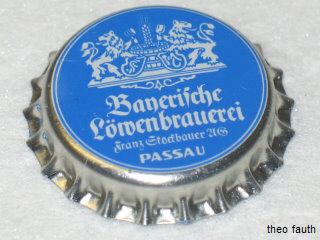 Bayerische
Löwenbrauerei
Franz Stockbauer AG
PASSAU
theo fauth